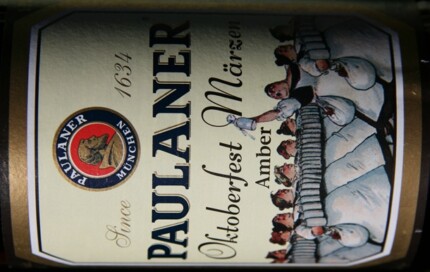 PAULANER
MÜNCHEN
Since 1634
PAULANER
Oktoberfest Märzen
Amber